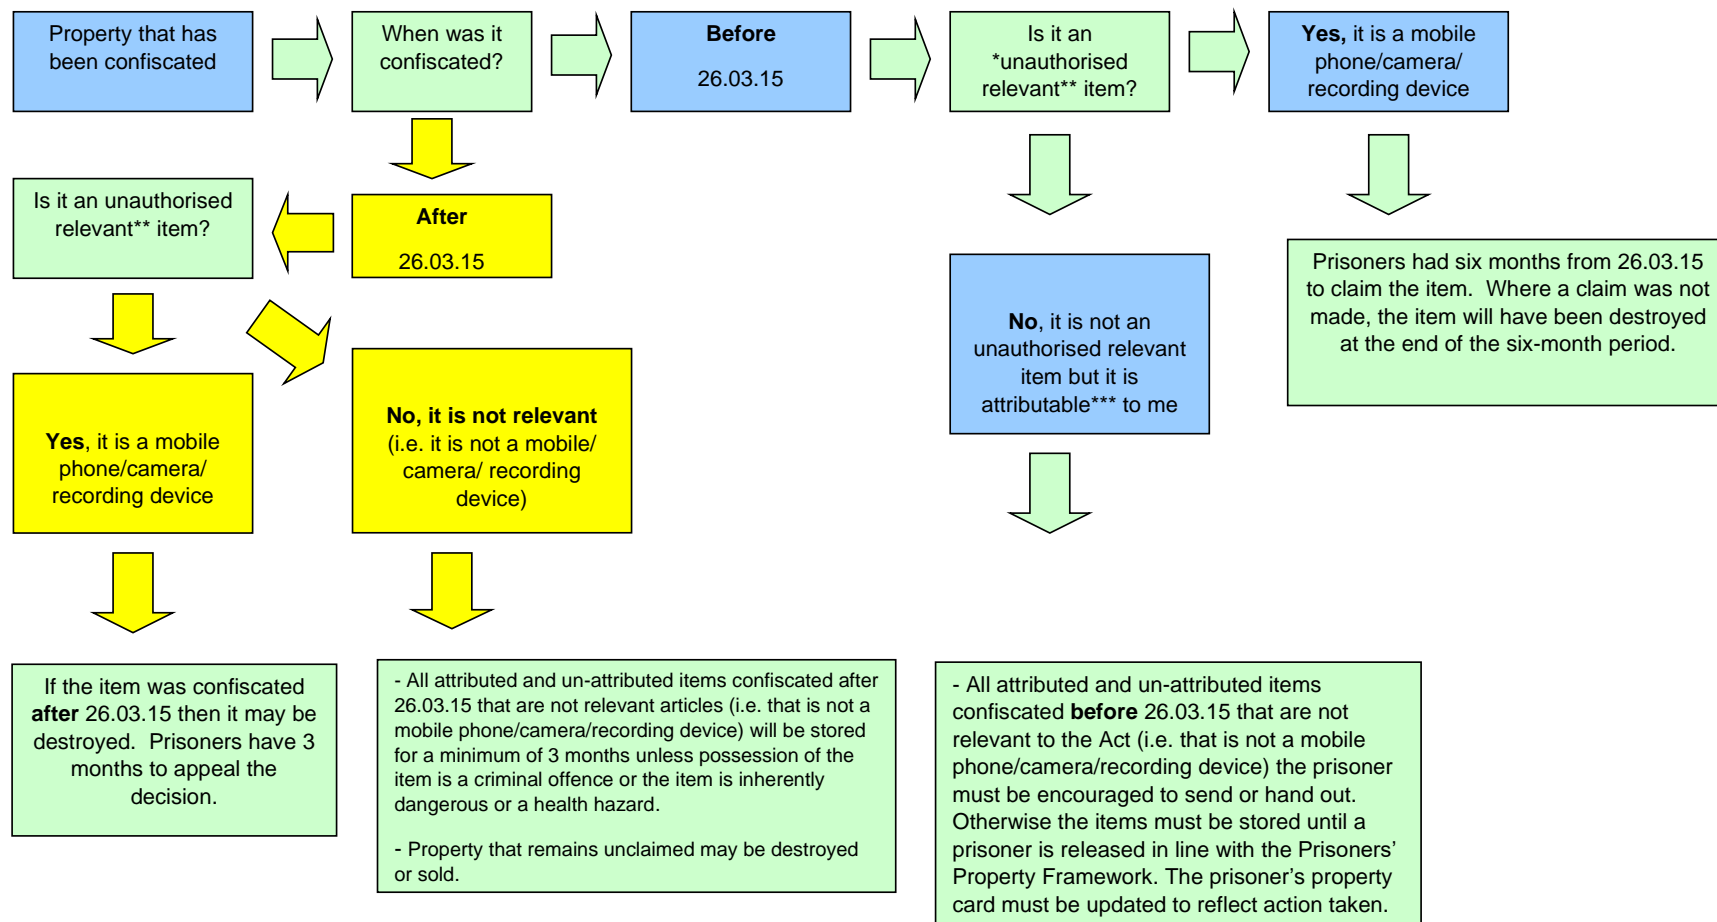 Property that has
been confiscated
When was it
confiscated?
Before
26.03.15
Is it an
*unauthorised
relevant** item?
Yes, it is a mobile
phone/camera/
recording device
Is it an unauthorised
relevant** item?
After
26.03.15
Prisoners had six months from 26.03.15
to claim the item. Where a claim was not
made, the item will have been destroyed
at the end of the six-month period.
No, it is not an
unauthorised relevant
item but it is
attributable*** to me
Yes, it is a mobile
phone/camera/
recording device
No, it is not relevant
(i.e. it is not a mobile/
camera/ recording
device)
If the item was confiscated
after 26.03.15 then it may be
destroyed. Prisoners have 3
months to appeal the
decision.
- All attributed and un-attributed items confiscated after
26.03.15 that are not relevant articles (i.e. that is not a
mobile phone/camera/recording device) will be stored
for a minimum of 3 months unless possession of the
item is a criminal offence or the item is inherently
dangerous or a health hazard.
- Property that remains unclaimed may be destroyed
or sold.
- All attributed and un-attributed items
confiscated before 26.03.15 that are not
relevant to the Act (i.e. that is not a mobile
phone/camera/recording device) the prisoner
must be encouraged to send or hand out.
Otherwise the items must be stored until a
prisoner is released in line with the Prisoners’
Property Framework. The prisoner’s property
card must be updated to reflect action taken.